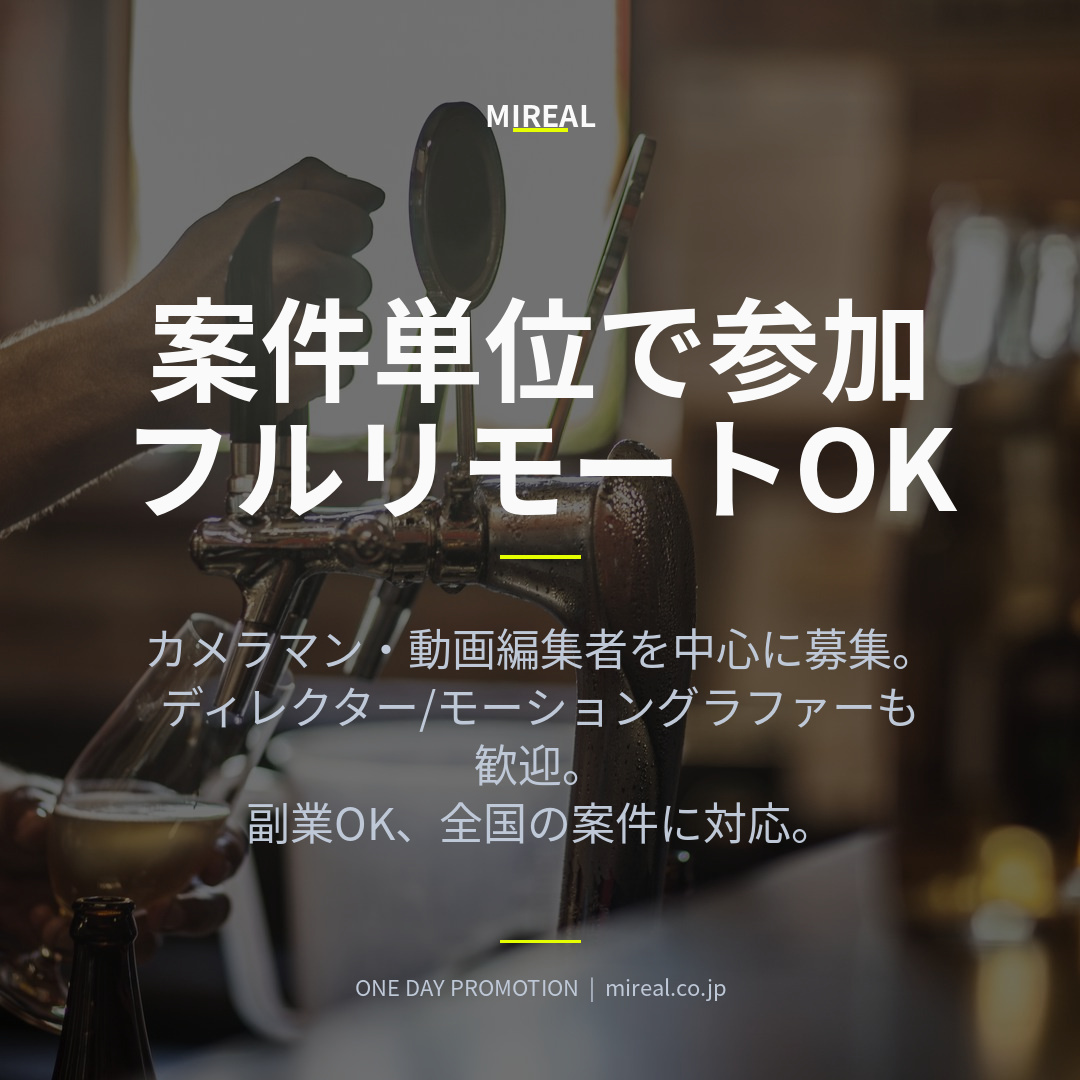 MIREAL
案件単位で参加
フルリモートOK
カメラマン・動画編集者を中心に募集。
ディレクター/モーショングラファーも
歓迎。
副業OK、全国の案件に対応。
ONE DAY PROMOTION | mireal.co.jp